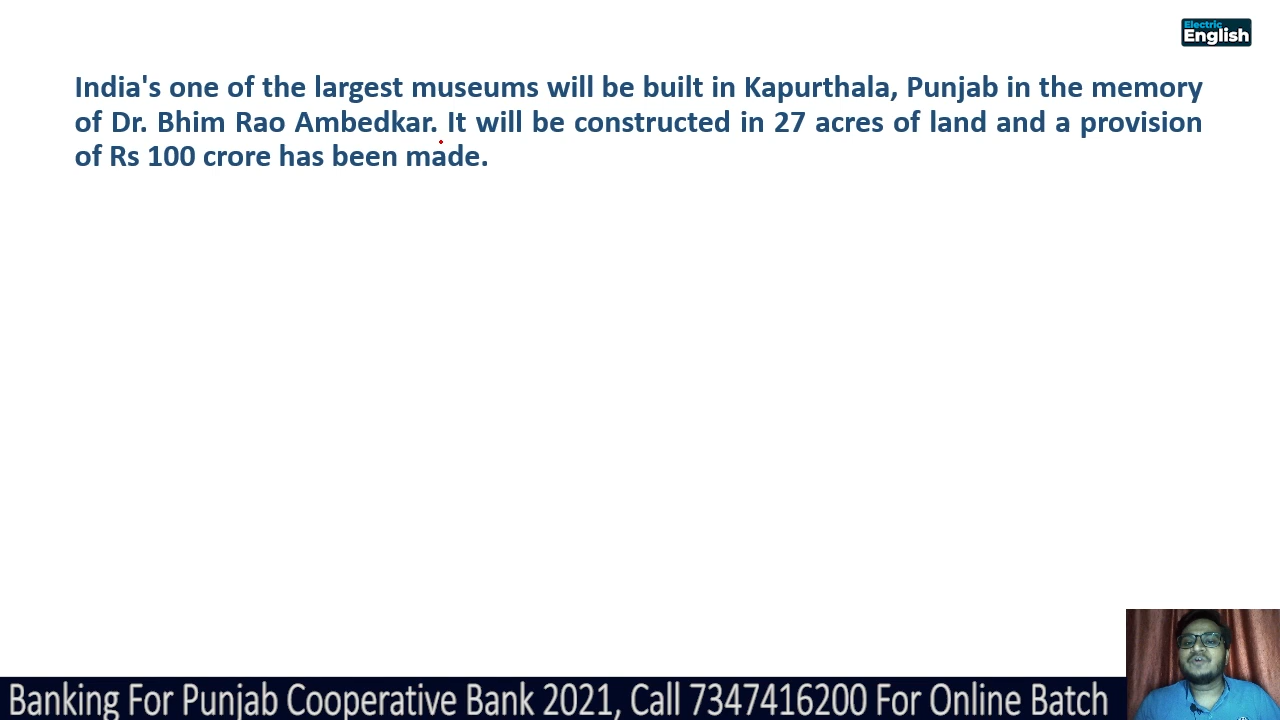 Electric
English
India's one of the largest museums will be built in Kapurthala, Punjab in the memory
of Dr. Bhim Rao Ambedkar. It will be constructed in 27 acres of land and a provision
of Rs 100 crore has been made.
Banking For Punjab Cooperative Bank 2021, Call 7347416200 For Online Batch